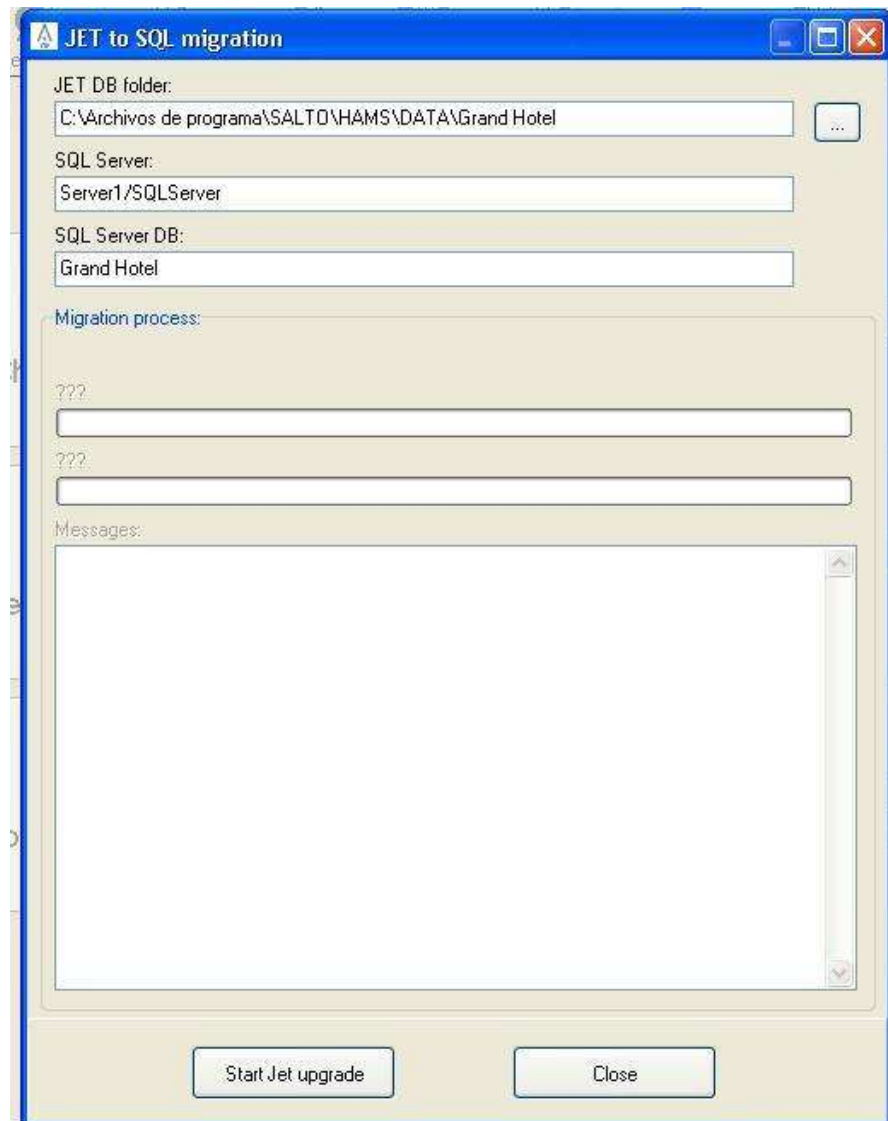 JET to SQL migration
JET DB folder:
C:\Archivos de programa\SALTO\HAMS\DATA\Grand Hotel
...
SQL Server:
Server1/SQLServer
SQL Server DB:
Grand Hotel
Migration process:
???
???
Messages:
Start Jet upgrade
Close